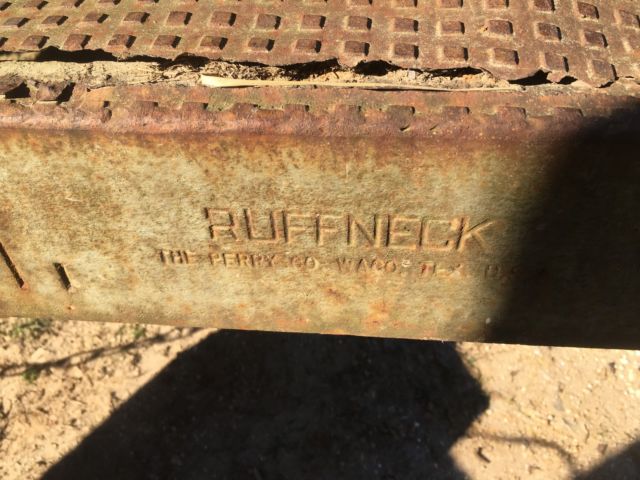 RUFFNECK
THE PERRY CO. WACO, TEX. U.S.